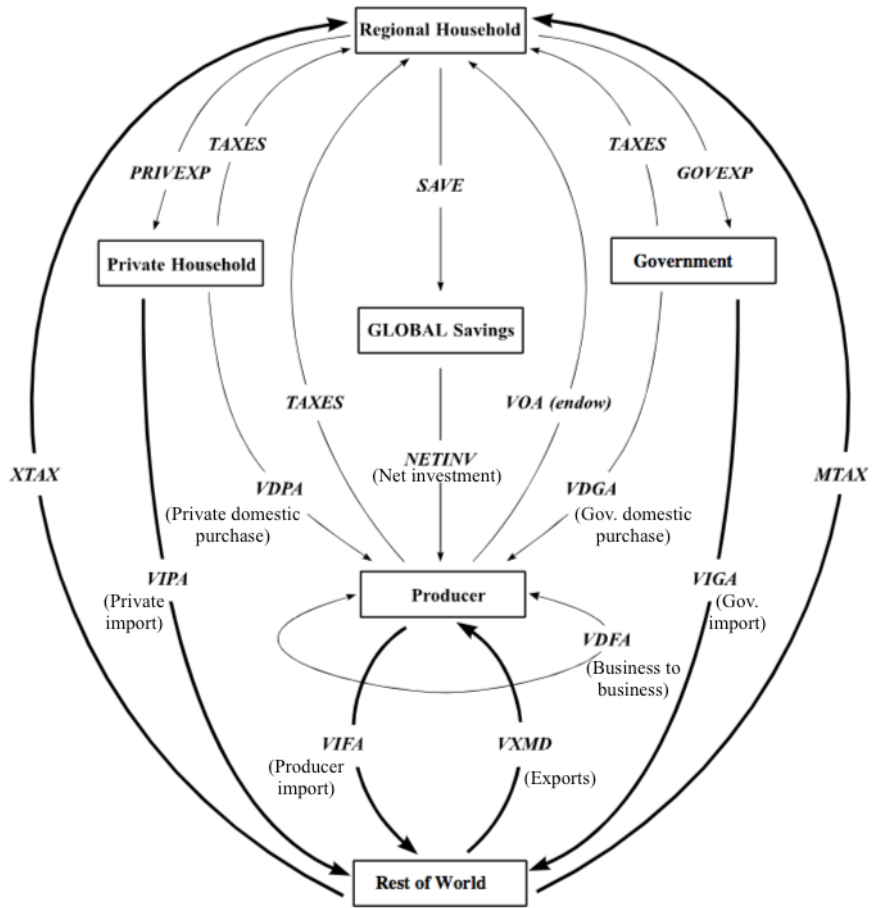 Regional Household
TAXES
TAXES
PRIVEXP
GOVEXP
SAVE
Private Household
Government
GLOBAL Savings
TAXES
VOA (endow)
NETINV
(Net investment)
XTAX
MTAX
VDPA
(Private domestic
purchase)
VDGA
(Gov. domestic
purchase)
VIPA
(Private
import)
Producer
VIGA
(Gov.
import)
VDFA
(Business to
business)
VIFA
(Producer
import)
VXMD
(Exports)
Rest of World